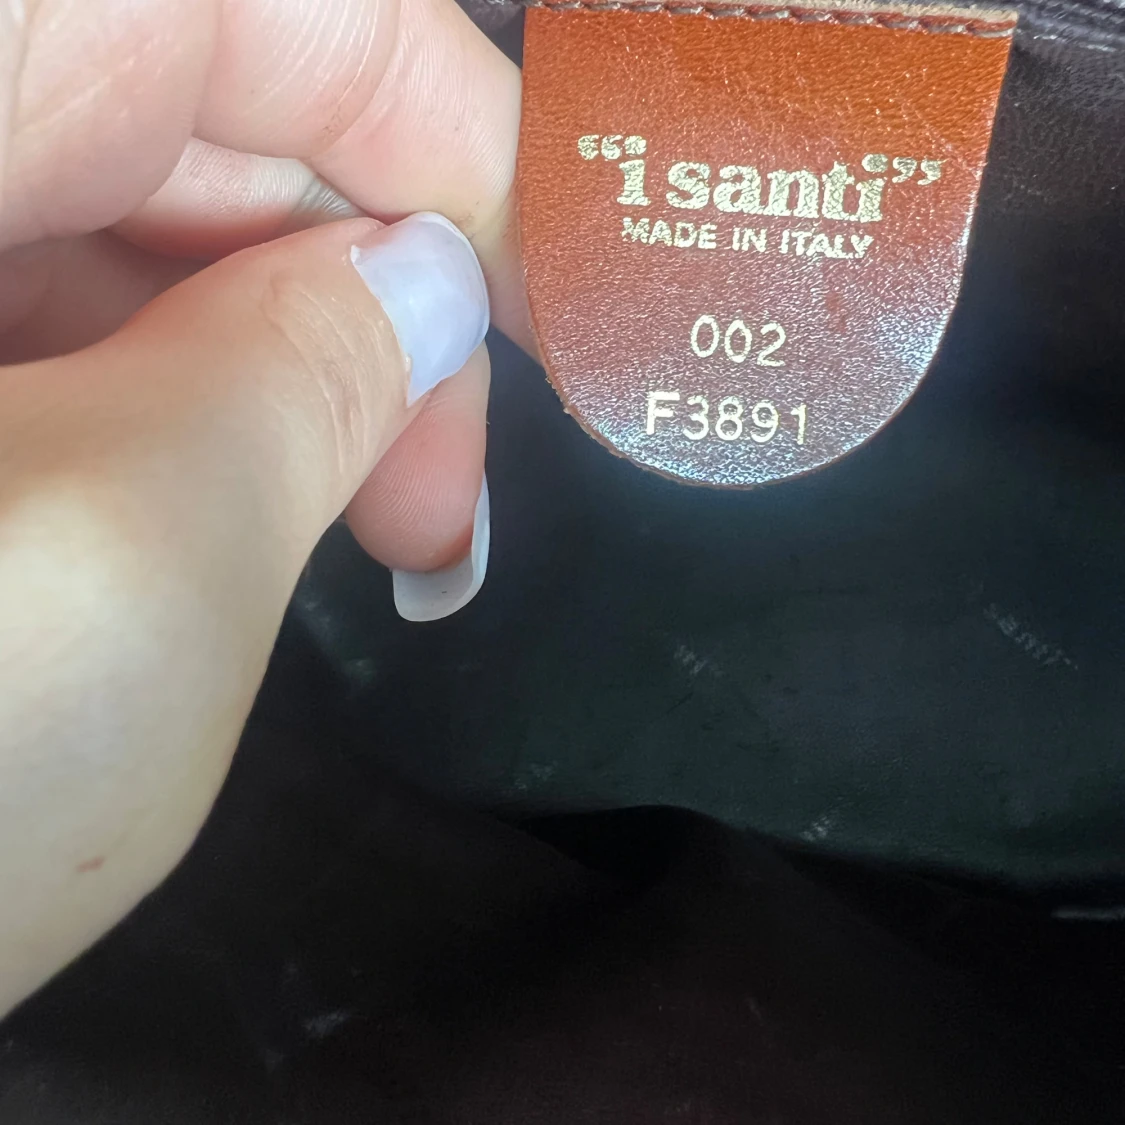 “i santi”
MADE IN ITALY
002
F3891